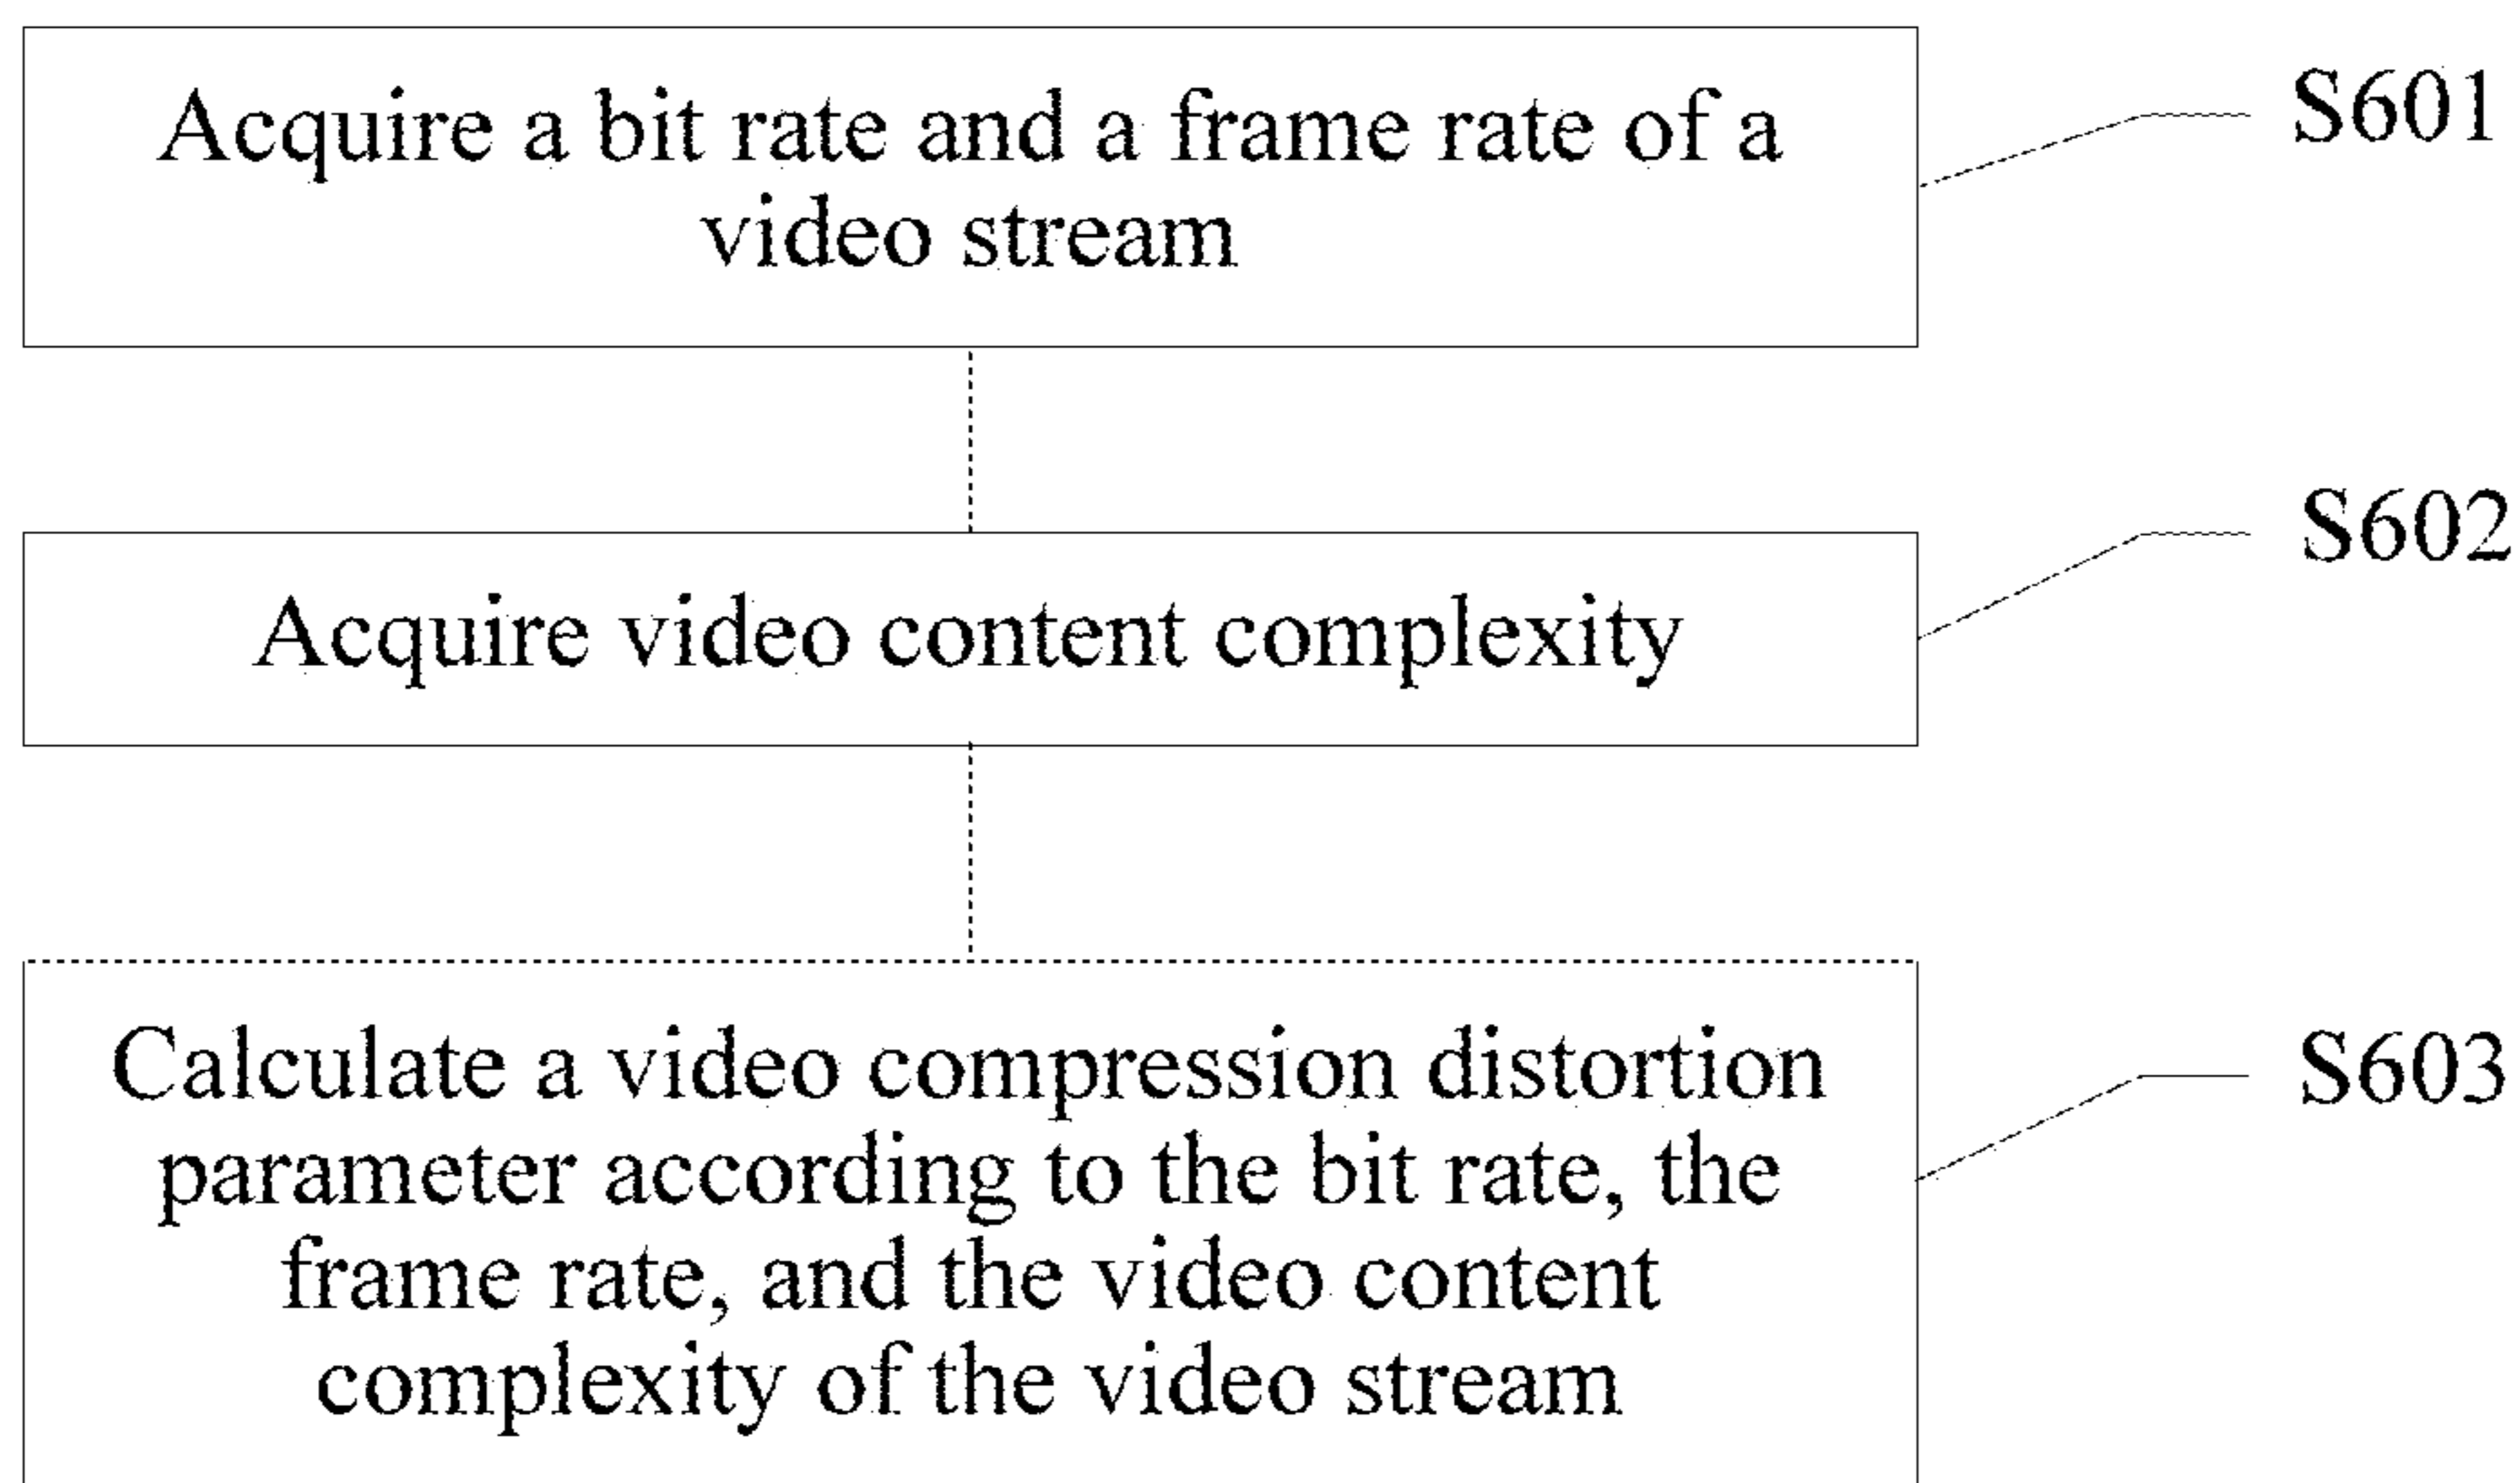 Acquire a bit rate and a frame rate of a
video stream
S601
Acquire video content complexity
S602
Calculate a video compression distortion
parameter according to the bit rate, the
frame rate, and the video content
complexity of the video stream
S603